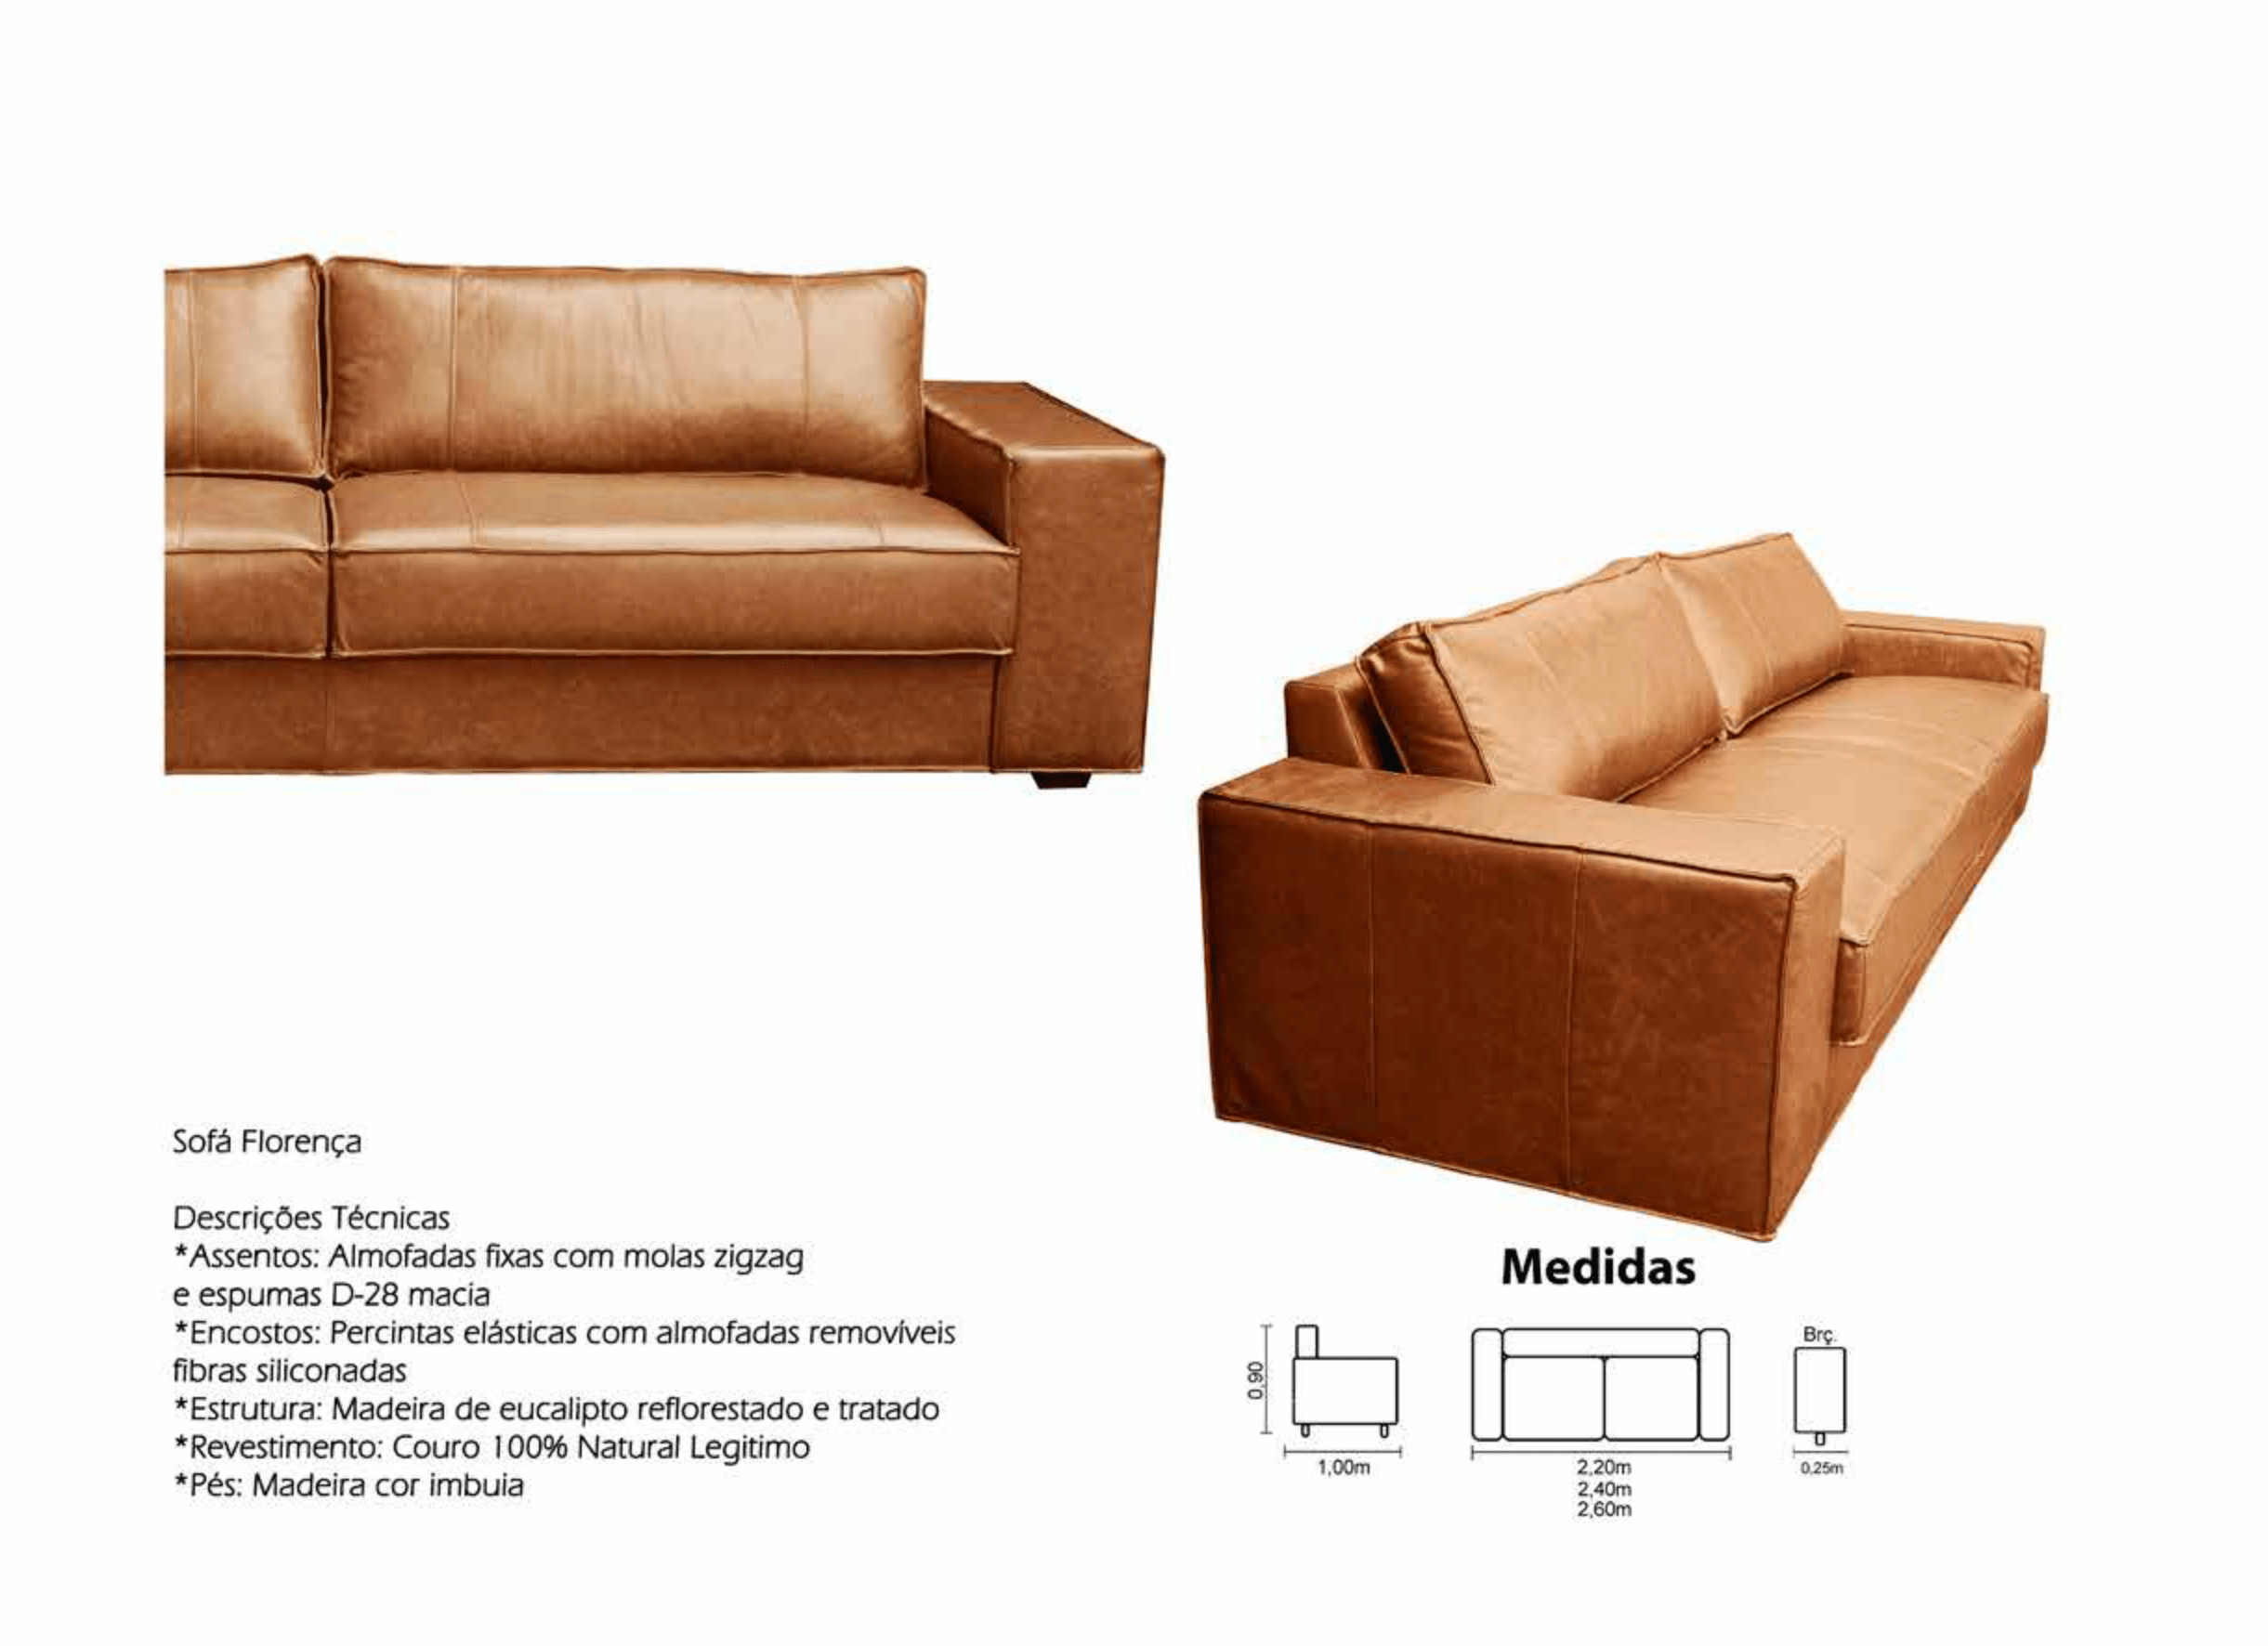 Sofá Florença
Descrições Técnicas
*Assentos: Almofadas fixas com molas zigzag
e espumas D-28 macia
*Encostos: Percintas elásticas com almofadas removíveis
fibras siliconadas
*Estrutura: Madeira de eucalipto reflorestado e tratado
*Revestimento: Couro 100% Natural Legitimo
*Pés: Madeira cor imbuia
Medidas
0,90
1,00m
2,20m
2,40m
2,60m
Brç.
0,25m